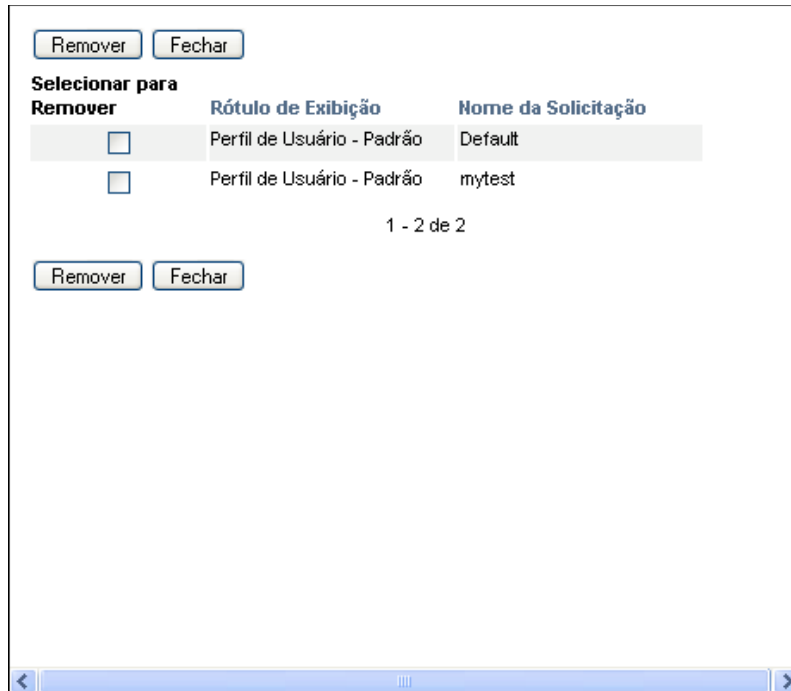 Remover Fechar
Selecionar para
Remover Rótulo de Exibição Nome da Solicitação
Perfil de Usuário - Padrão Default
Perfil de Usuário - Padrão mytest
1 - 2 de 2
Remover Fechar